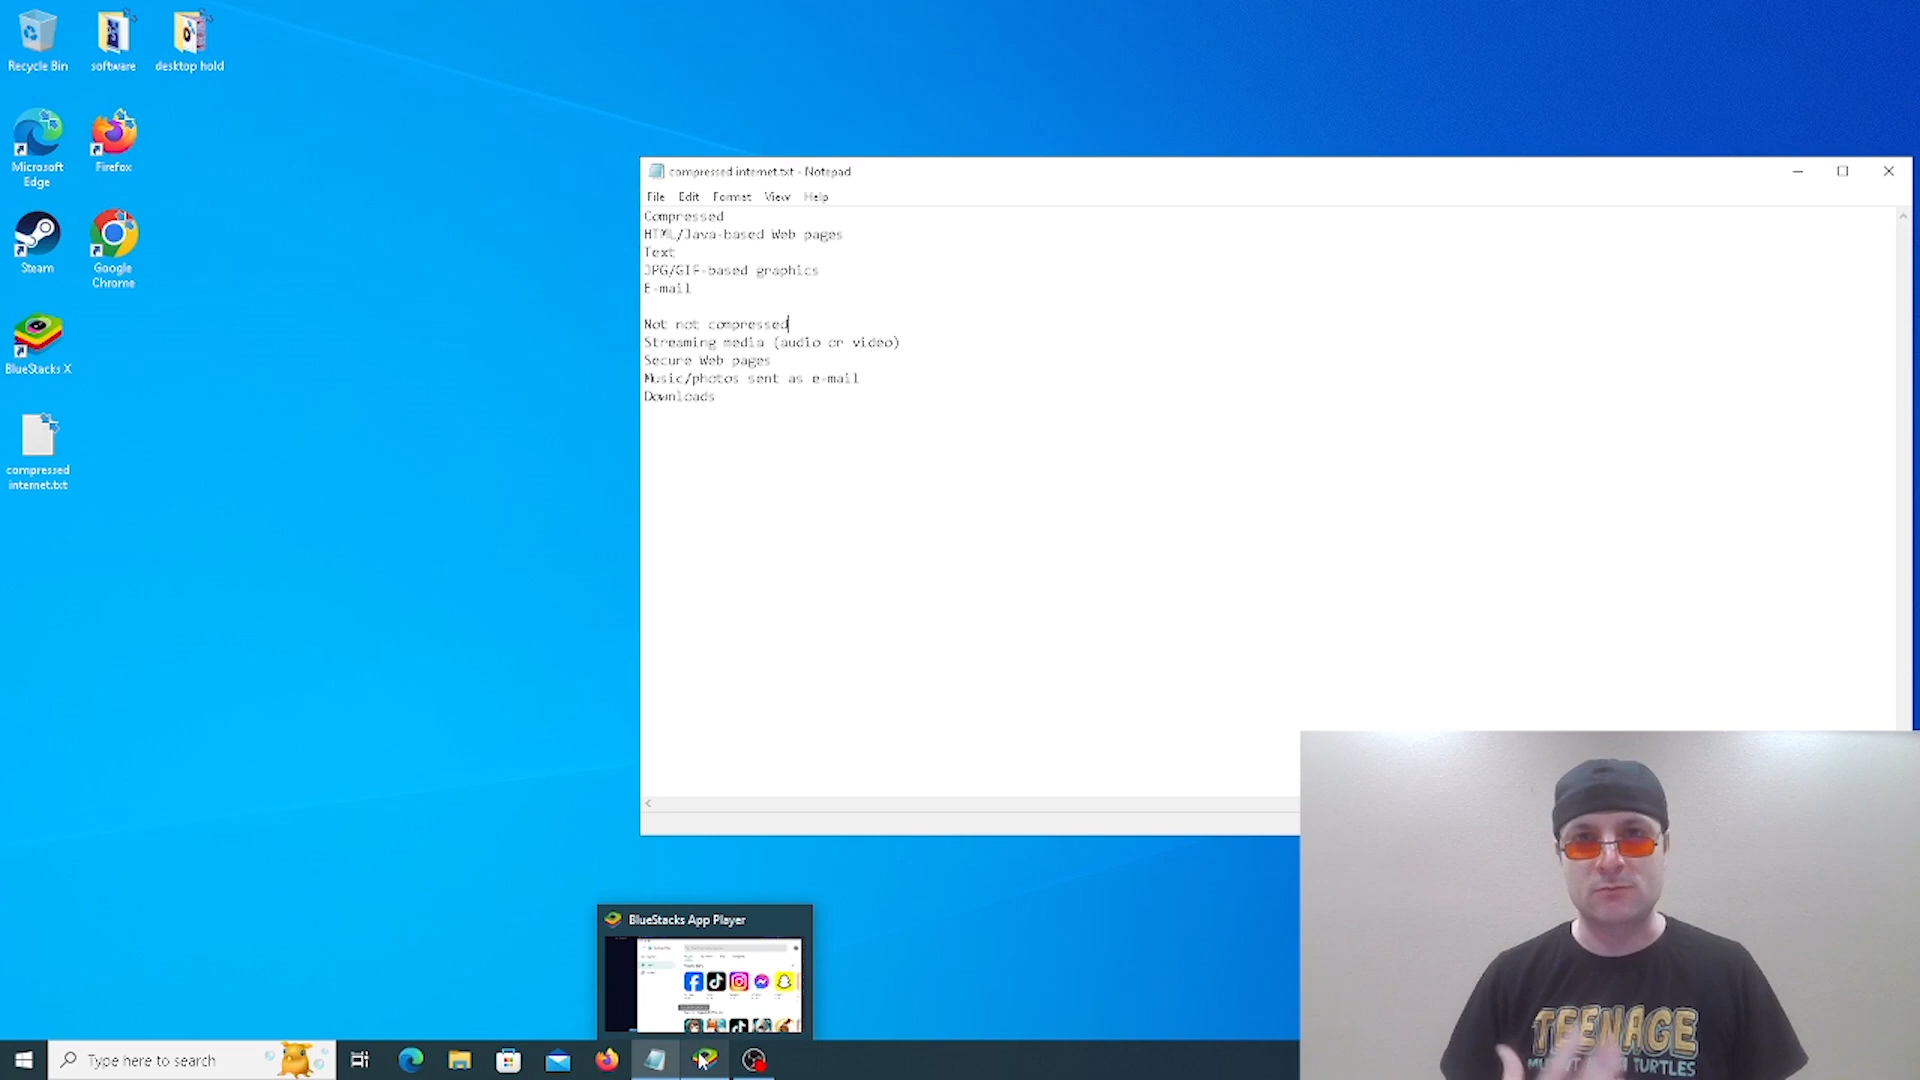 Recycle Bin
software
desktop hold
Microsoft Edge
Firefox
Steam
Google Chrome
BlueStacks X
compressed internet.txt
compressed internet.txt - Notepad
File Edit Format View Help
Compressed
HTML/Java-based Web pages
Text
JPG/GIF-based graphics
E-mail
Not not compressed
Streaming media (audio or video)
Secure Web pages
Music/photos sent as e-mail
Downloads
BlueStacks App Player
Type here to search
TEENAGE
MUTANT NINJA TURTLES